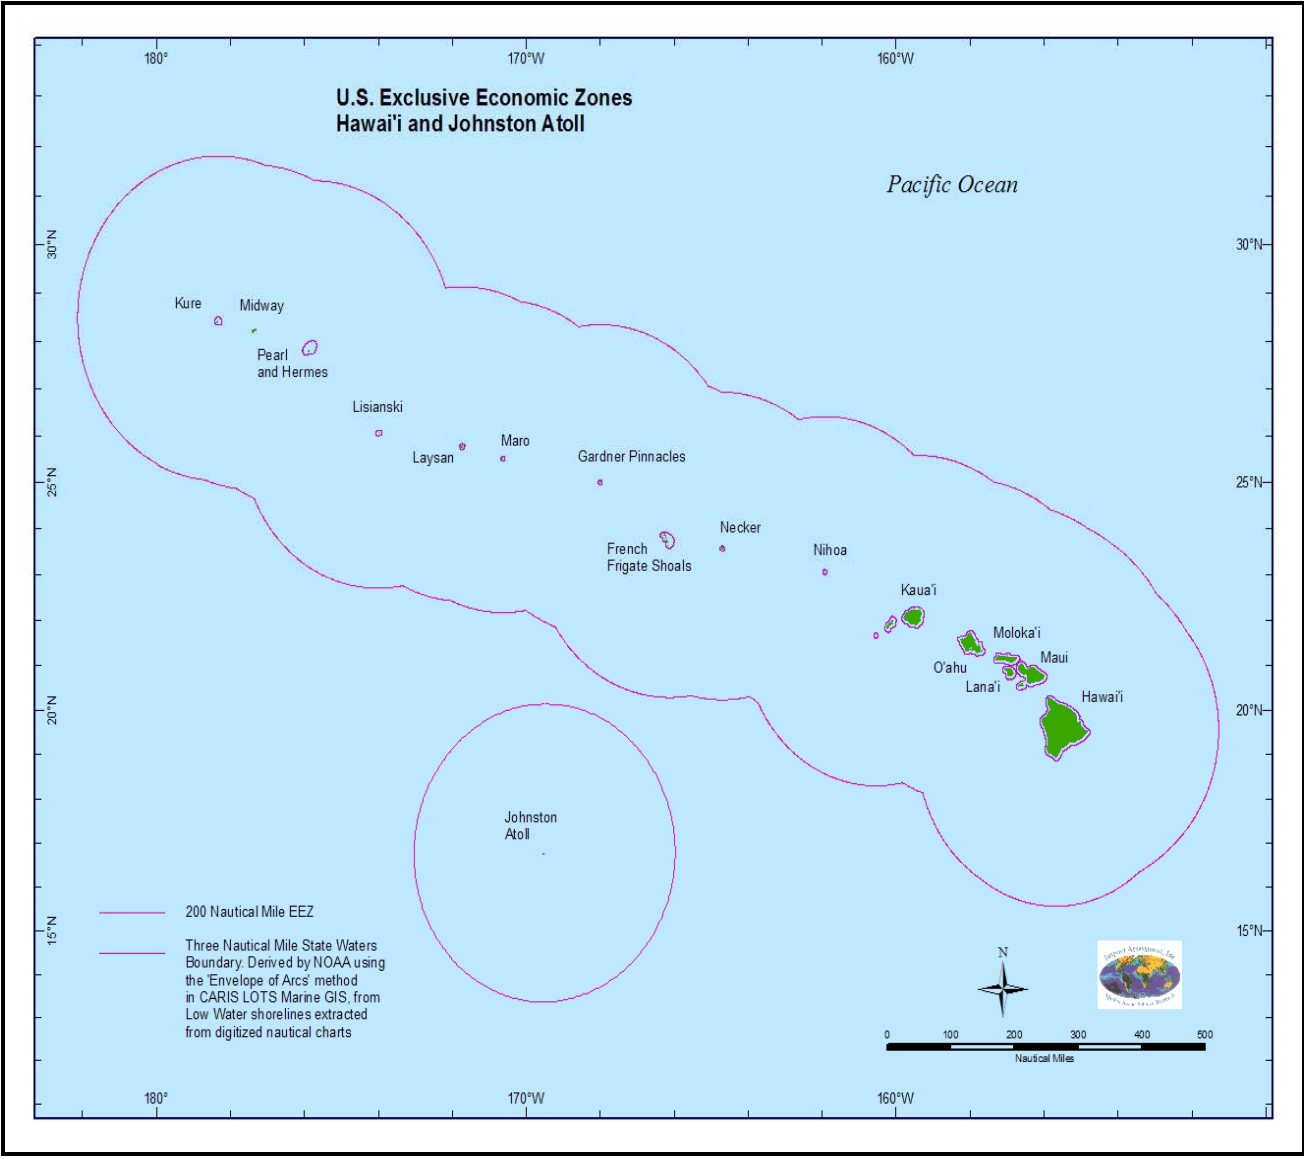 180°
170°W
160°W
U.S. Exclusive Economic Zones
Hawai'i and Johnston Atoll
Pacific Ocean
30°N
30°N
Kure
Midway
Pearl
and Hermes
Lisianski
Laysan
Maro
Gardner Pinnacles
25°N
25°N
French
Frigate Shoals
Necker
Nihoa
Kaua'i
Moloka'i
O'ahu
Maui
Lana'i
Hawai'i
20°N
20°N
Johnston
Atoll
15°N
15°N
200 Nautical Mile EEZ
Three Nautical Mile State Waters
Boundary. Derived by NOAA using
the 'Envelope of Arcs' method
in CARIS LOTS Marine GIS, from
Low Water shorelines extracted
from digitized nautical charts
N
0 100 200 300 400 500
Nautical Miles
180°
170°W
160°W